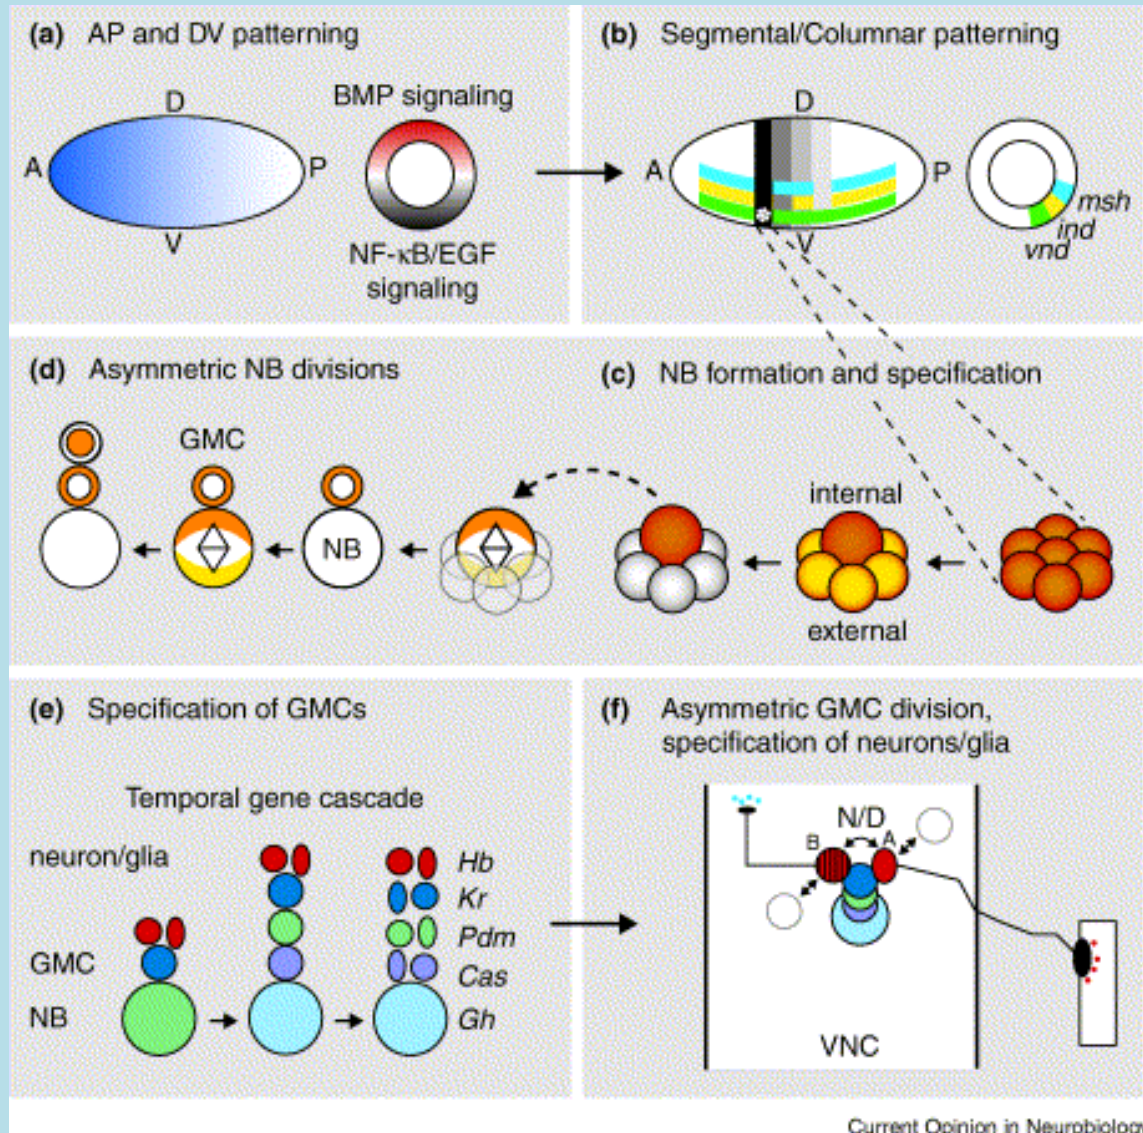 (a) AP and DV patterning
D
BMP signaling
A
P
V
NF-κB/EGF
signaling
(b) Segmental/Columnar patterning
D
A
P
msh
ind
vnd
V
(d) Asymmetric NB divisions
GMC
NB
(c) NB formation and specification
internal
external
(e) Specification of GMCs
Temporal gene cascade
neuron/glia
Hb
Kr
Pdm
GMC
Cas
NB
Gh
(f) Asymmetric GMC division,
specification of neurons/glia
N/D
B
A
VNC
Current Opinion in Neurobiology